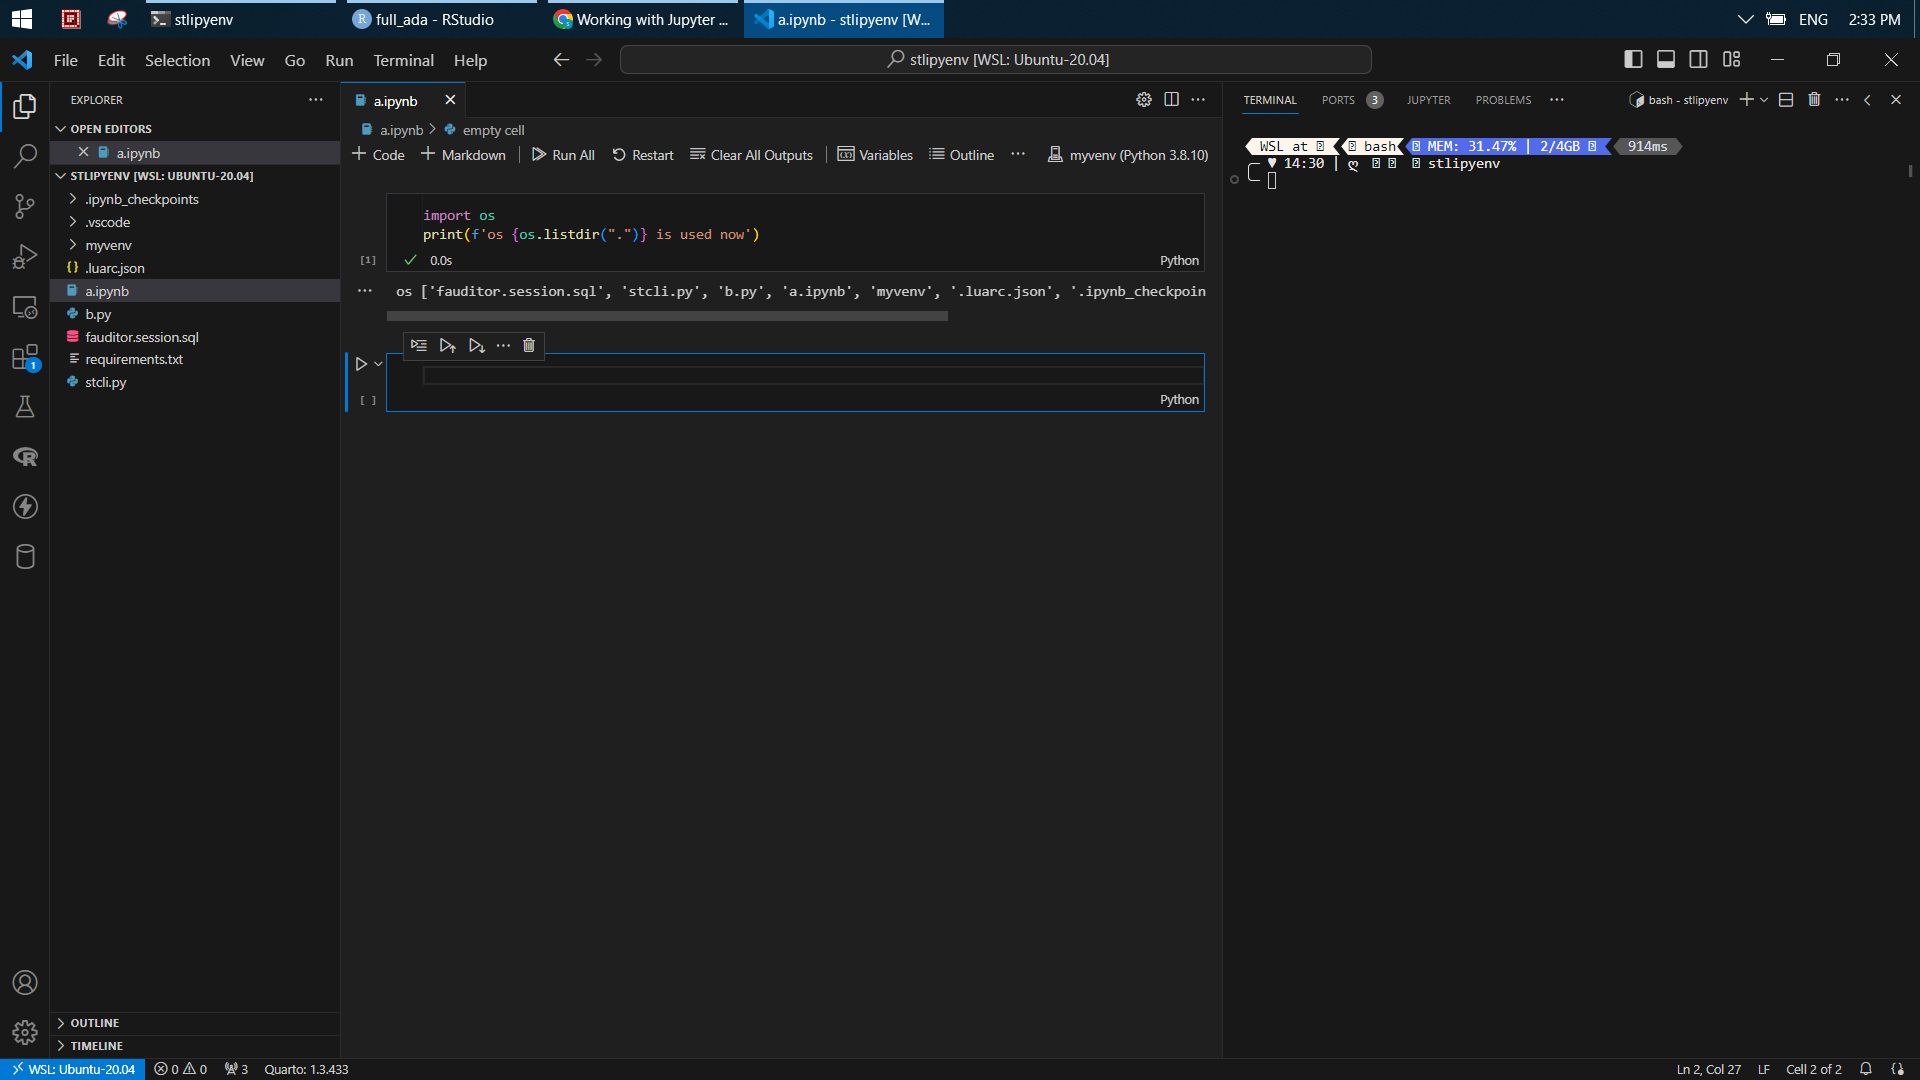 stlipyenv
full_ada - RStudio
Working with Jupyter ...
a.ipynb - stlipyenv [W...
ENG
2:33 PM
File Edit Selection View Go Run Terminal Help
stlipyenv [WSL: Ubuntu-20.04]
EXPLORER
OPEN EDITORS
a.ipynb
STLIPYENV [WSL: UBUNTU-20.04]
.ipynb_checkpoints
.vscode
myvenv
.luarc.json
a.ipynb
b.py
fauditor.session.sql
requirements.txt
stcli.py
OUTLINE
TIMELINE
1
a.ipynb
a.ipynb > empty cell
+ Code + Markdown Run All Restart Clear All Outputs Variables Outline ... myvenv (Python 3.8.10)
import os
print(f'os {os.listdir(".")} is used now')
[1] 0.0s Python
os ['fauditor.session.sql', 'stcli.py', 'b.py', 'a.ipynb', 'myvenv', '.luarc.json', '.ipynb_checkpoin
[ ] Python
TERMINAL PORTS 3 JUPYTER PROBLEMS ... bash - stlipyenv
WSL at bash MEM: 31.47% | 2/4GB 914ms
♥ 14:30 | ღ stlipyenv
WSL: Ubuntu-20.04 0 0 3 Quarto: 1.3.433
Ln 2, Col 27 LF Cell 2 of 2